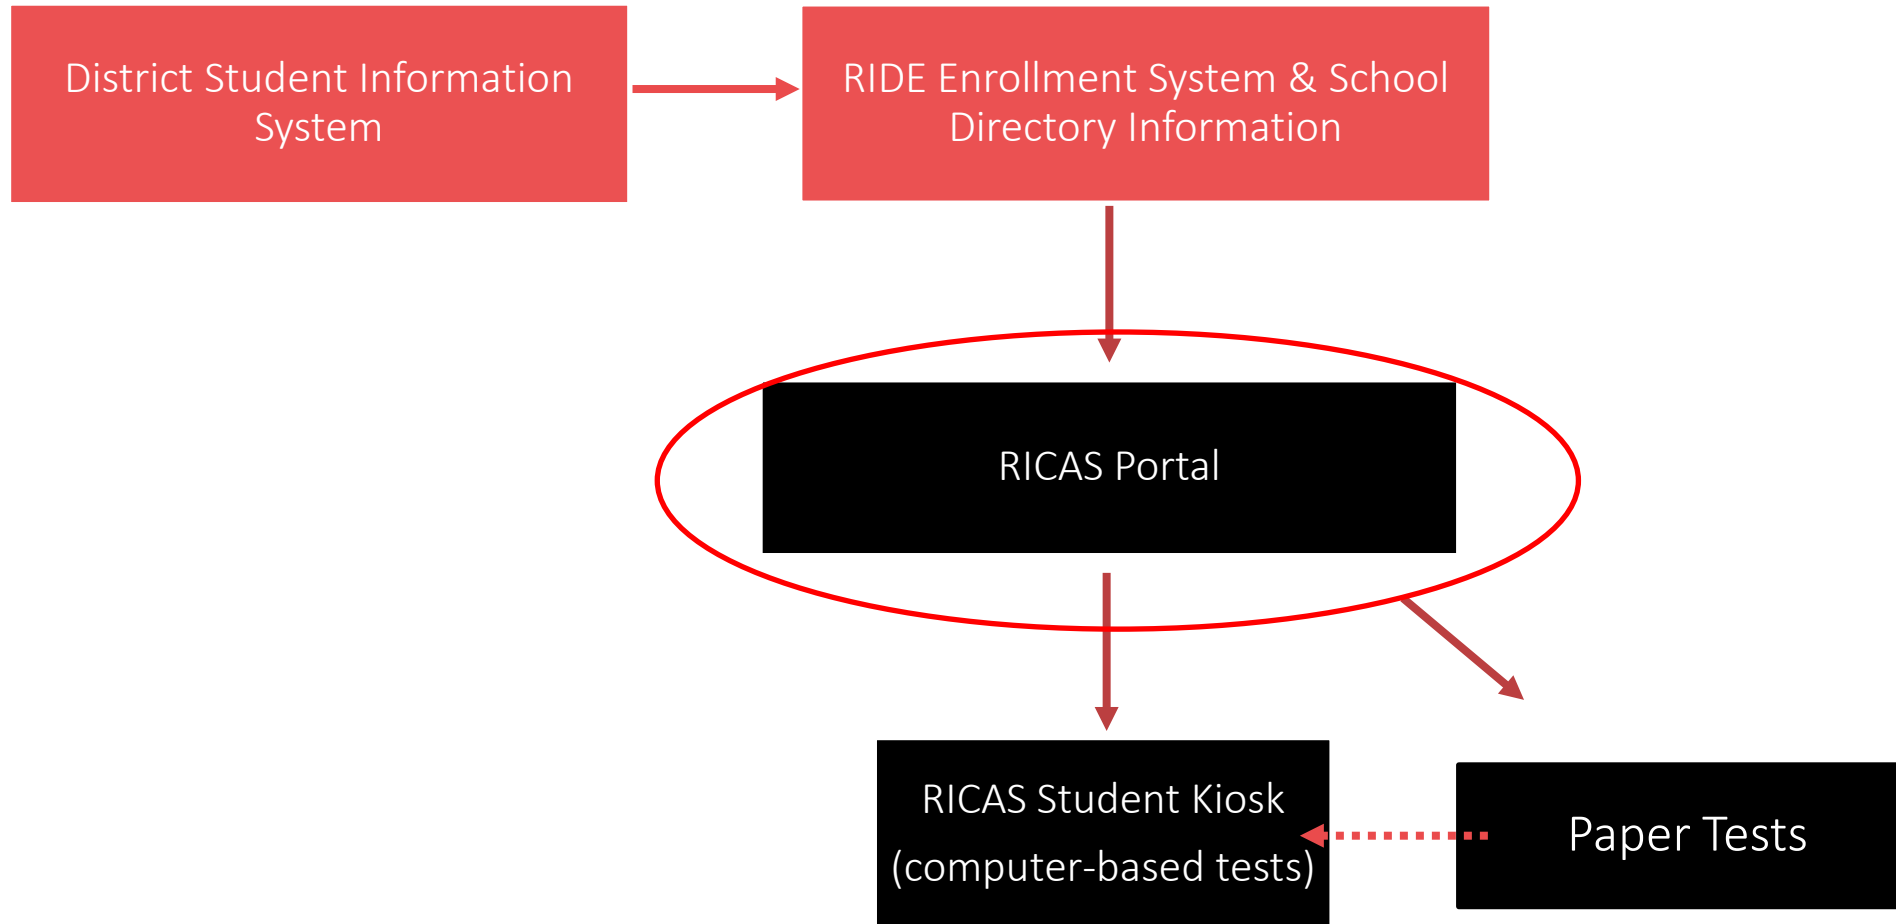 District Student Information
System
RIDE Enrollment System & School
Directory Information
RICAS Portal
RICAS Student Kiosk
(computer-based tests)
Paper Tests